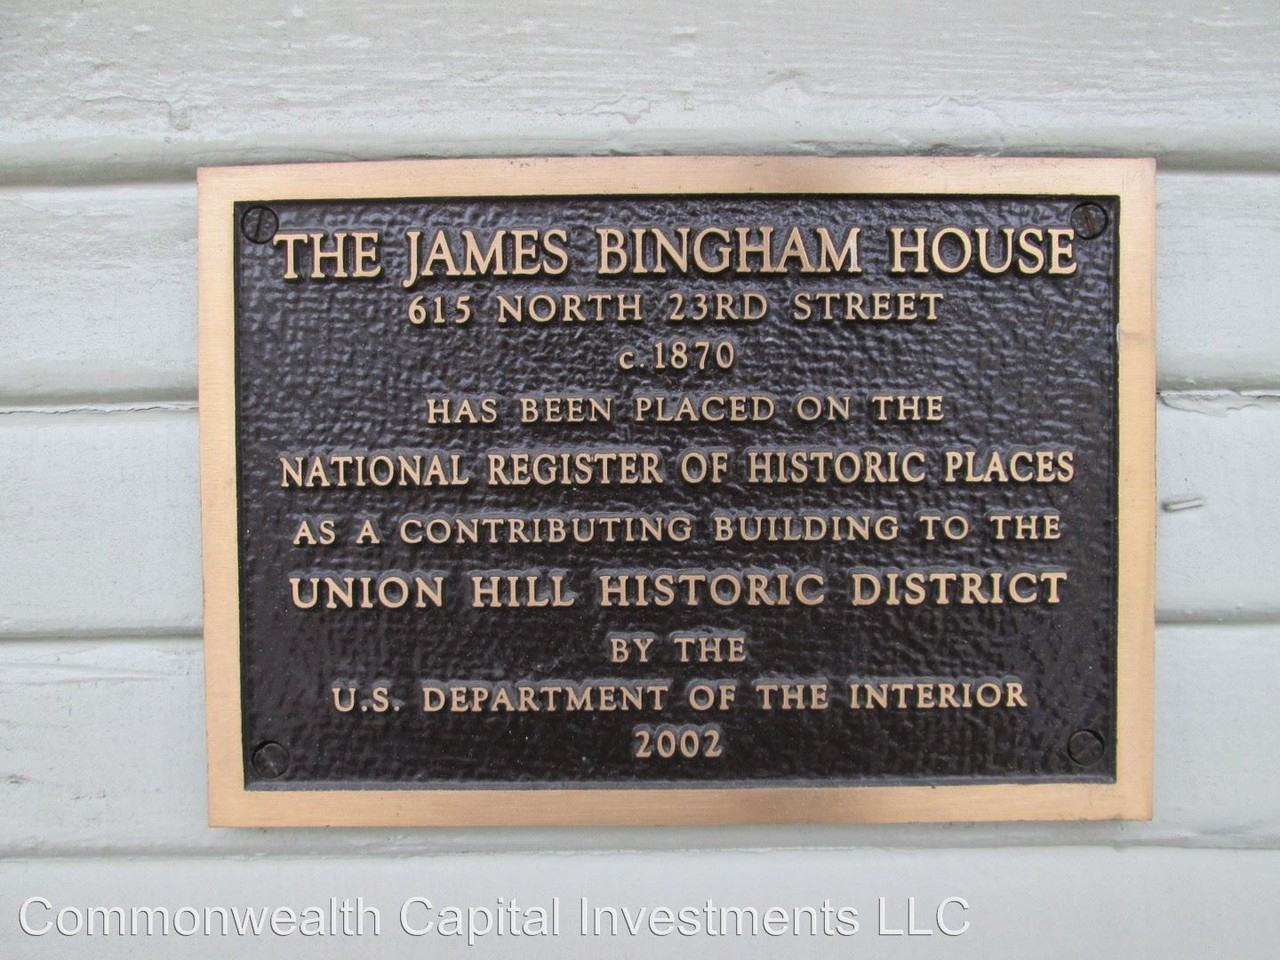 THE JAMES BINGHAM HOUSE
615 NORTH 23RD STREET
c.1870
HAS BEEN PLACED ON THE
NATIONAL REGISTER OF HISTORIC PLACES
AS A CONTRIBUTING BUILDING TO THE
UNION HILL HISTORIC DISTRICT
BY THE
U.S. DEPARTMENT OF THE INTERIOR
2002
Commonwealth Capital Investments LLC